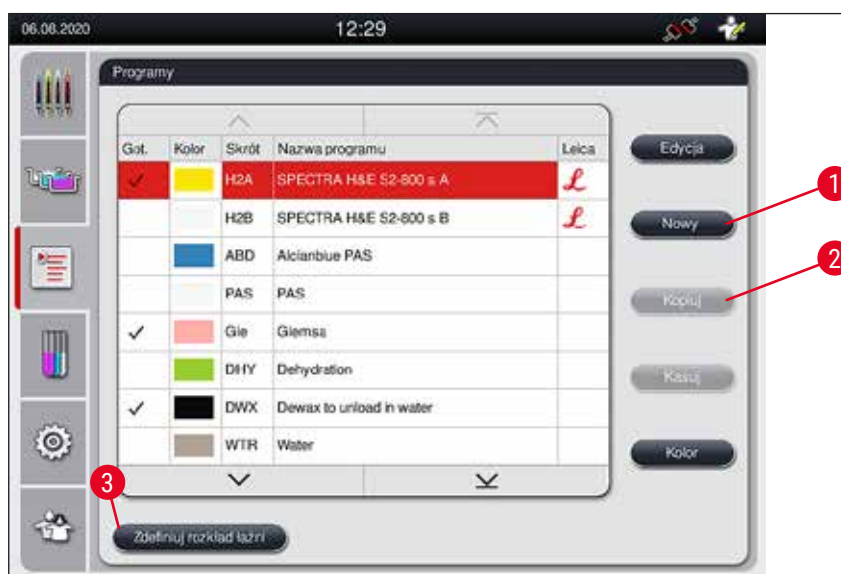 06.06.2020 12:29
Programy
Got. Kolor Skrót Nazwa programu Leica
H2A SPECTRA H&E S2-600 s A
H2B SPECTRA H&E S2-600 s B
ABD Alcianblue PAS
PAS PAS
Gie Giemsa
DHY Dehydration
DWX Dewax to unload in water
WTR Water
Edycja
1
Nowy
2
Kopiuj
Kasuj
Kolor
3
Zdefiniuj rozkład łaźni